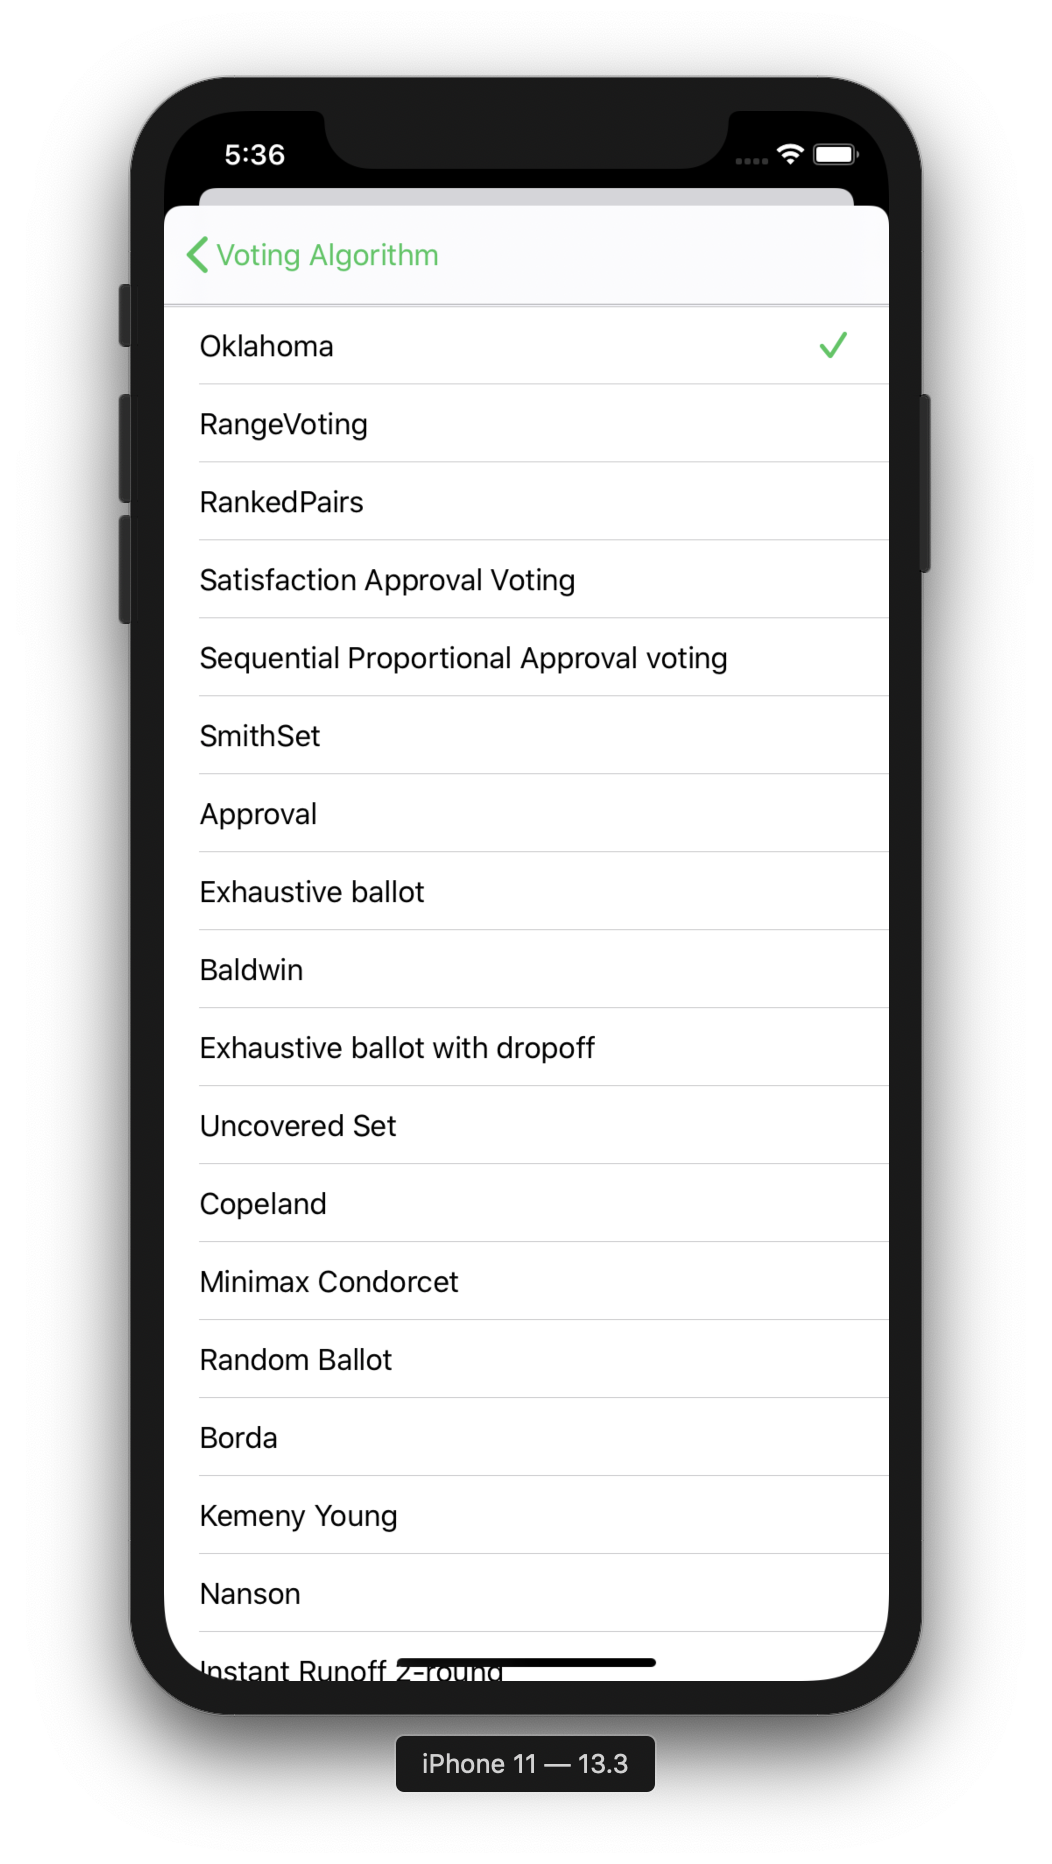 5:36
Voting Algorithm
Oklahoma
RangeVoting
RankedPairs
Satisfaction Approval Voting
Sequential Proportional Approval voting
SmithSet
Approval
Exhaustive ballot
Baldwin
Exhaustive ballot with dropoff
Uncovered Set
Copeland
Minimax Condorcet
Random Ballot
Borda
Kemeny Young
Nanson
Instant Runoff 2-round
iPhone 11 — 13.3